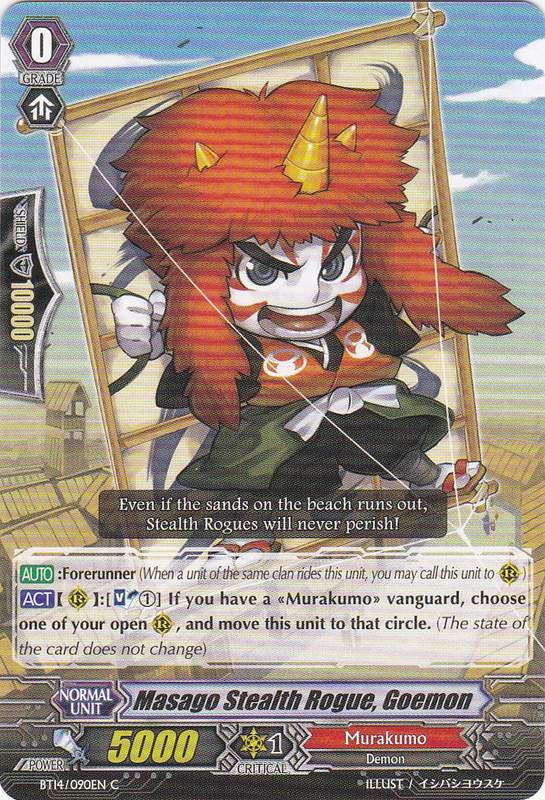 0
GRADE
SHIELD
10000
Even if the sands on the beach runs out,
Stealth Rogues will never perish!
AUTO :Forerunner (When a unit of the same clan rides this unit, you may call this unit to R )
ACT [ R ]:[V ①] If you have a «Murakumo» vanguard, choose
one of your open R , and move this unit to that circle. (The state of
the card does not change)
NORMAL
UNIT
Masago Stealth Rogue, Goemon
POWER
5000
1
CRITICAL
Murakumo
Demon
BT14/090EN C
ILLUST / イシバシヨウスケ